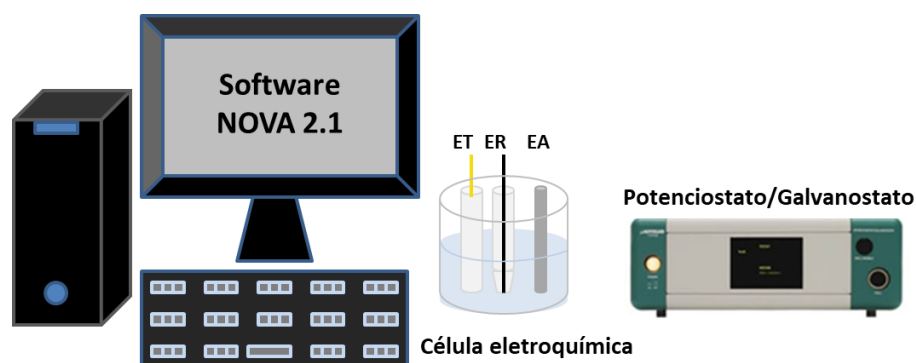 Software
NOVA 2.1
ET ER EA
Potenciostato/Galvanostato
Célula eletroquímica